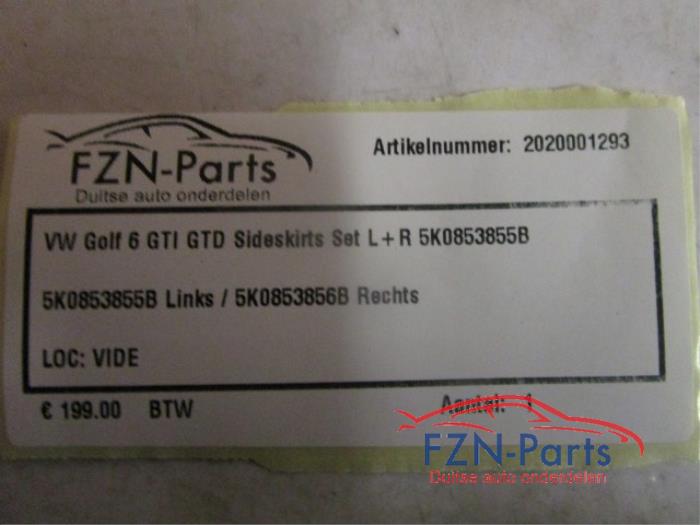 FZN-Parts
Duitse auto onderdelen
Artikelnummer: 2020001293
VW Golf 6 GTI GTD Sideskirts Set L+R 5K0853855B
5K0853855B Links / 5K0853856B Rechts
LOC: VIDE
€ 199.00 BTW Aantal: 1
FZN-Parts
Duitse auto onderdelen